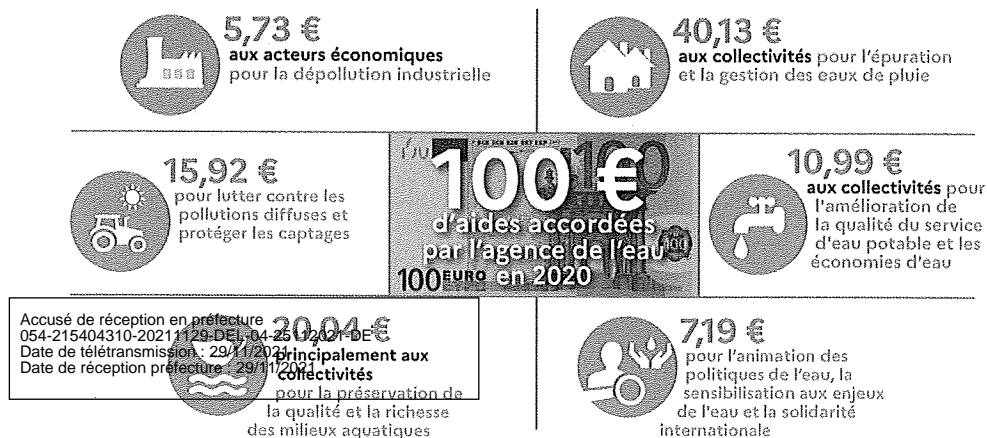 5,73 €
aux acteurs économiques
pour la dépollution industrielle
40,13 €
aux collectivités pour l'épuration
et la gestion des eaux de pluie
15,92 €
pour lutter contre les
pollutions diffuses et
protéger les captages
100 €
d'aides accordées
par l'agence de l'eau
en 2020
100 EURO
10,99 €
aux collectivités pour
l'amélioration de
la qualité du service
d'eau potable et les
économies d'eau
Accusé de réception en préfecture
054-215404310-20211129-DEL-04-25112021-DE
Date de télétransmission : 29/11/2021
Date de réception préfecture : 29/11/2021
20,04 €
principalement aux
collectivités
pour la préservation de
la qualité et la richesse
des milieux aquatiques
7,19 €
pour l'animation des
politiques de l'eau, la
sensibilisation aux enjeux
de l'eau et la solidarité
internationale